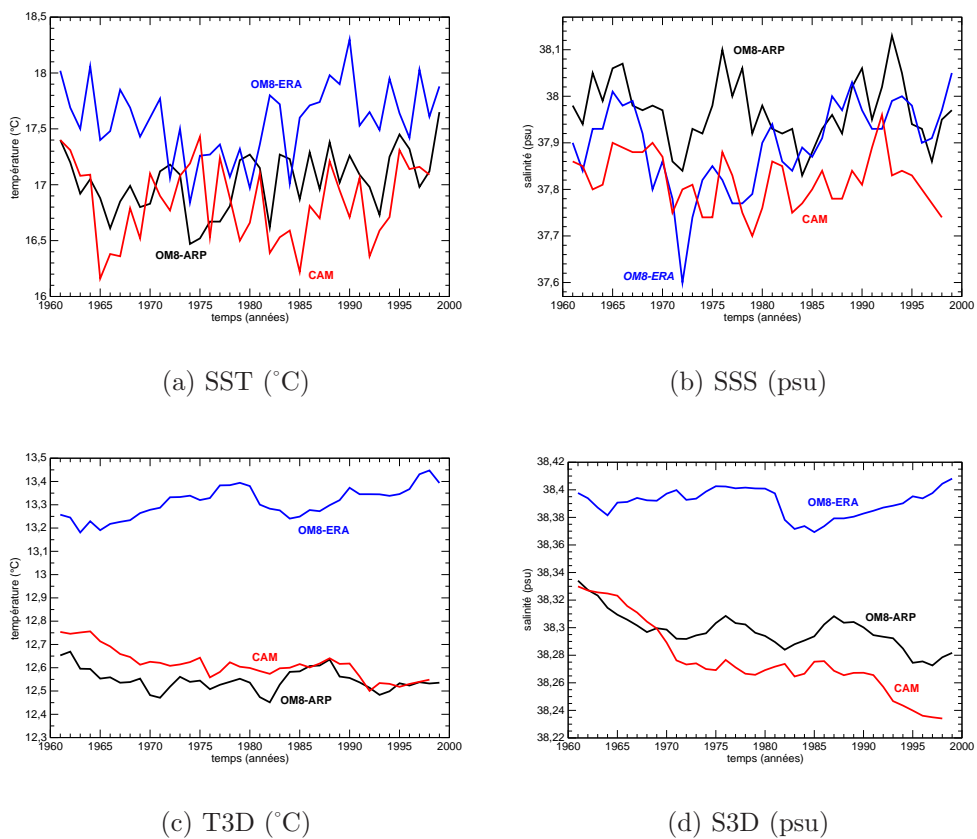 18,5
18
17,5
17
16,5
16
température (°C)
OM8-ERA
OM8-ARP
CAM
1960 1965 1970 1975 1980 1985 1990 1995 2000
temps (années)
(a) SST (°C)
38,1
38
37,9
37,8
37,7
37,6
salinité (psu)
OM8-ARP
CAM
OM8-ERA
1960 1965 1970 1975 1980 1985 1990 1995 2000
temps (années)
(b) SSS (psu)
13,5
13,4
13,3
13,2
13,1
13
12,9
12,8
12,7
12,6
12,5
12,4
12,3
température (°C)
OM8-ERA
CAM
OM8-ARP
1960 1965 1970 1975 1980 1985 1990 1995 2000
temps (années)
(c) T3D (°C)
38,42
38,4
38,38
38,36
38,34
38,32
38,3
38,28
38,26
38,24
38,22
salinité (psu)
OM8-ERA
OM8-ARP
CAM
1960 1965 1970 1975 1980 1985 1990 1995 2000
temps (années)
(d) S3D (psu)